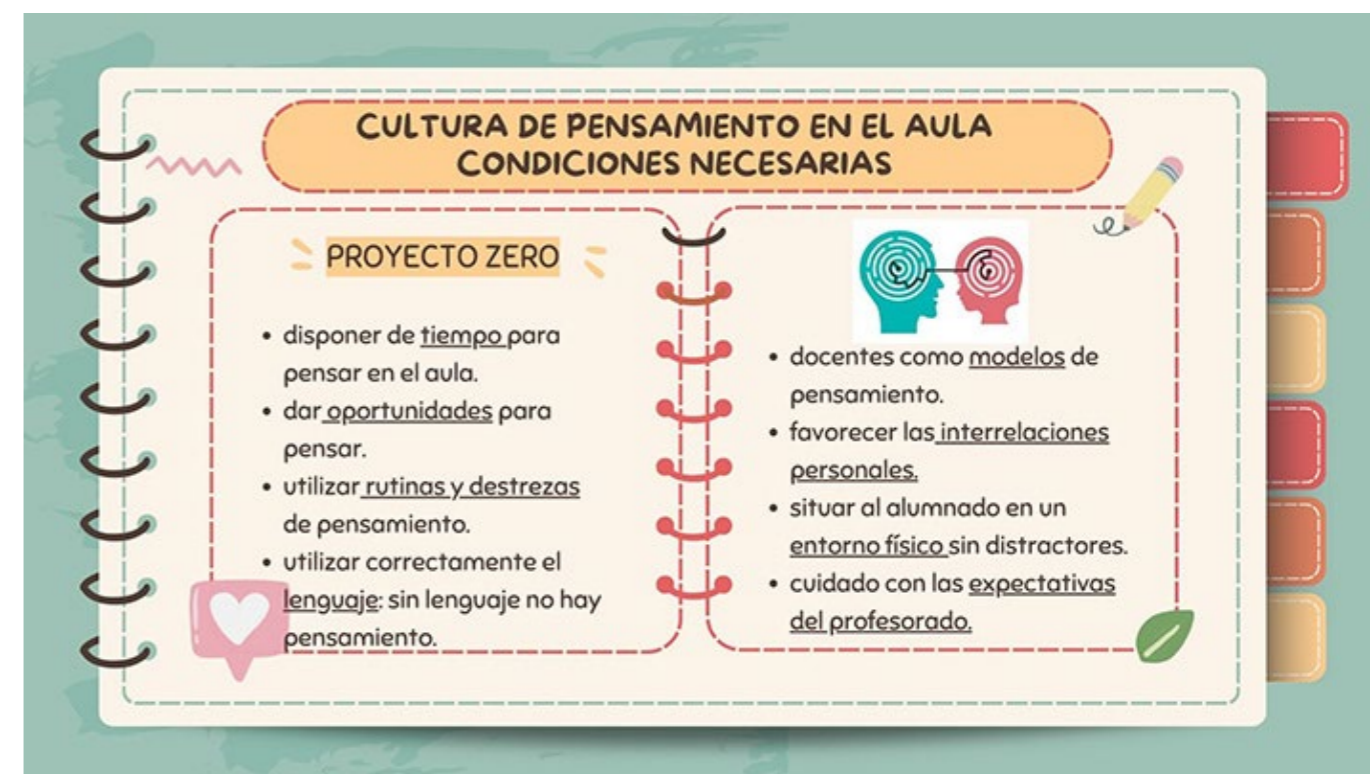 CULTURA DE PENSAMIENTO EN EL AULA
CONDICIONES NECESARIAS
PROYECTO ZERO
• disponer de tiempo para
pensar en el aula.
• dar oportunidades para
pensar.
• utilizar rutinas y destrezas
de pensamiento.
• utilizar correctamente el
lenguaje: sin lenguaje no hay
pensamiento.
• docentes como modelos de
pensamiento.
• favorecer las interrelaciones
personales.
• situar al alumnado en un
entorno físico sin distractores.
• cuidado con las expectativas
del profesorado.